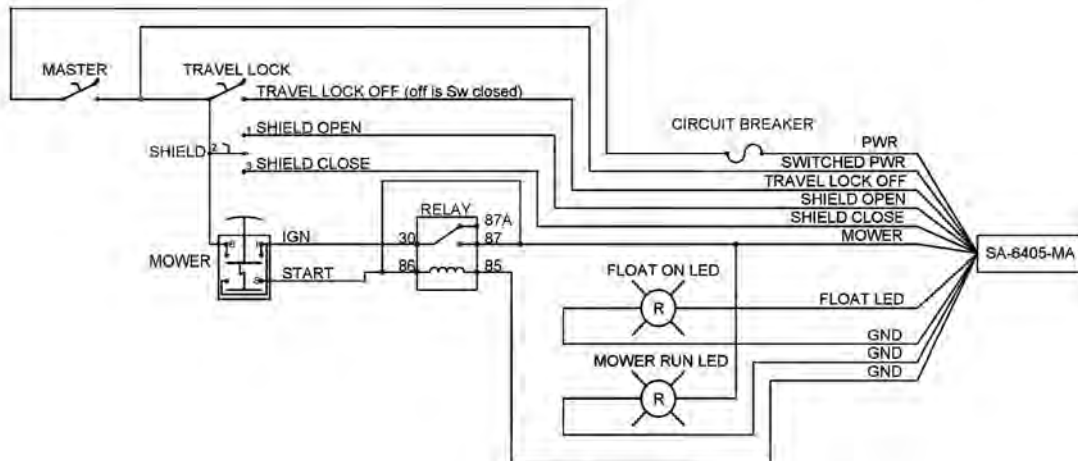 MASTER
TRAVEL LOCK
TRAVEL LOCK OFF (off is Sw closed)
CIRCUIT BREAKER
1 SHIELD OPEN
PWR
SHIELD 2
SWITCHED PWR
3 SHIELD CLOSE
TRAVEL LOCK OFF
SHIELD OPEN
RELAY
SHIELD CLOSE
87A
IGN
30
87
MOWER
SA-6405-MA
MOWER
START
86
85
FLOAT ON LED
R
FLOAT LED
GND
MOWER RUN LED
GND
GND
R